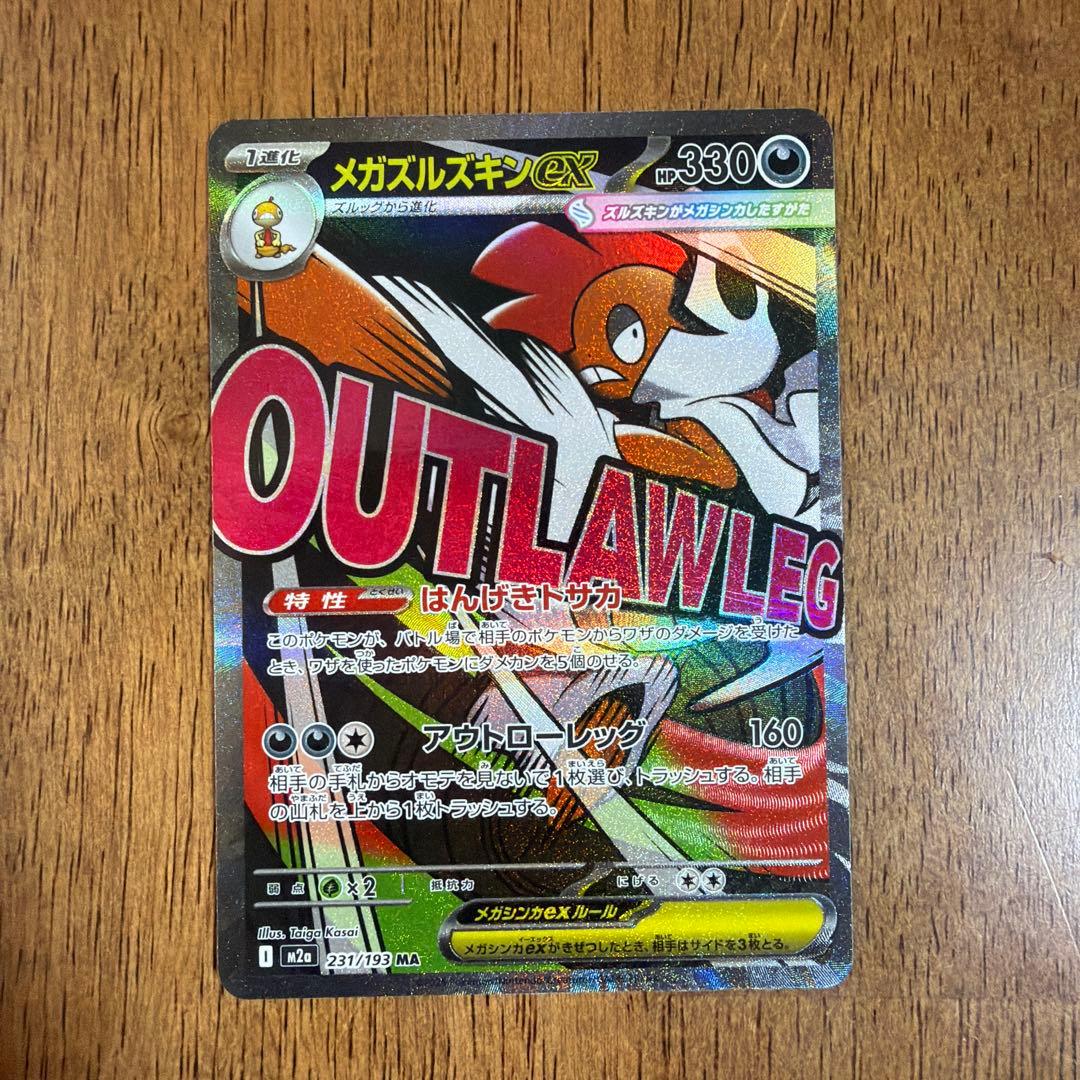 1進化
メガズルズキンex
HP330
ズルッグから進化
ズルズキンがメガシンカしたすがた
OUTLAW LEG
特性
とくせい
はんげきトサカ
このポケモンが、バトル場で相手のポケモンからワザのダメージを受けた
とき、ワザを使ったポケモンにダメカンを5個のせる。
アウトローレッグ 160
相手の手札からオモテを見ないで1枚選び、トラッシュする。相手
の山札を上から1枚トラッシュする。
弱点 ×2 抵抗力 にげる
メガシンカexルール
メガシンカexがきぜつしたとき、相手はサイドを3枚とる。
Illus. Taiga Kasai
I M2a 231/193 MA